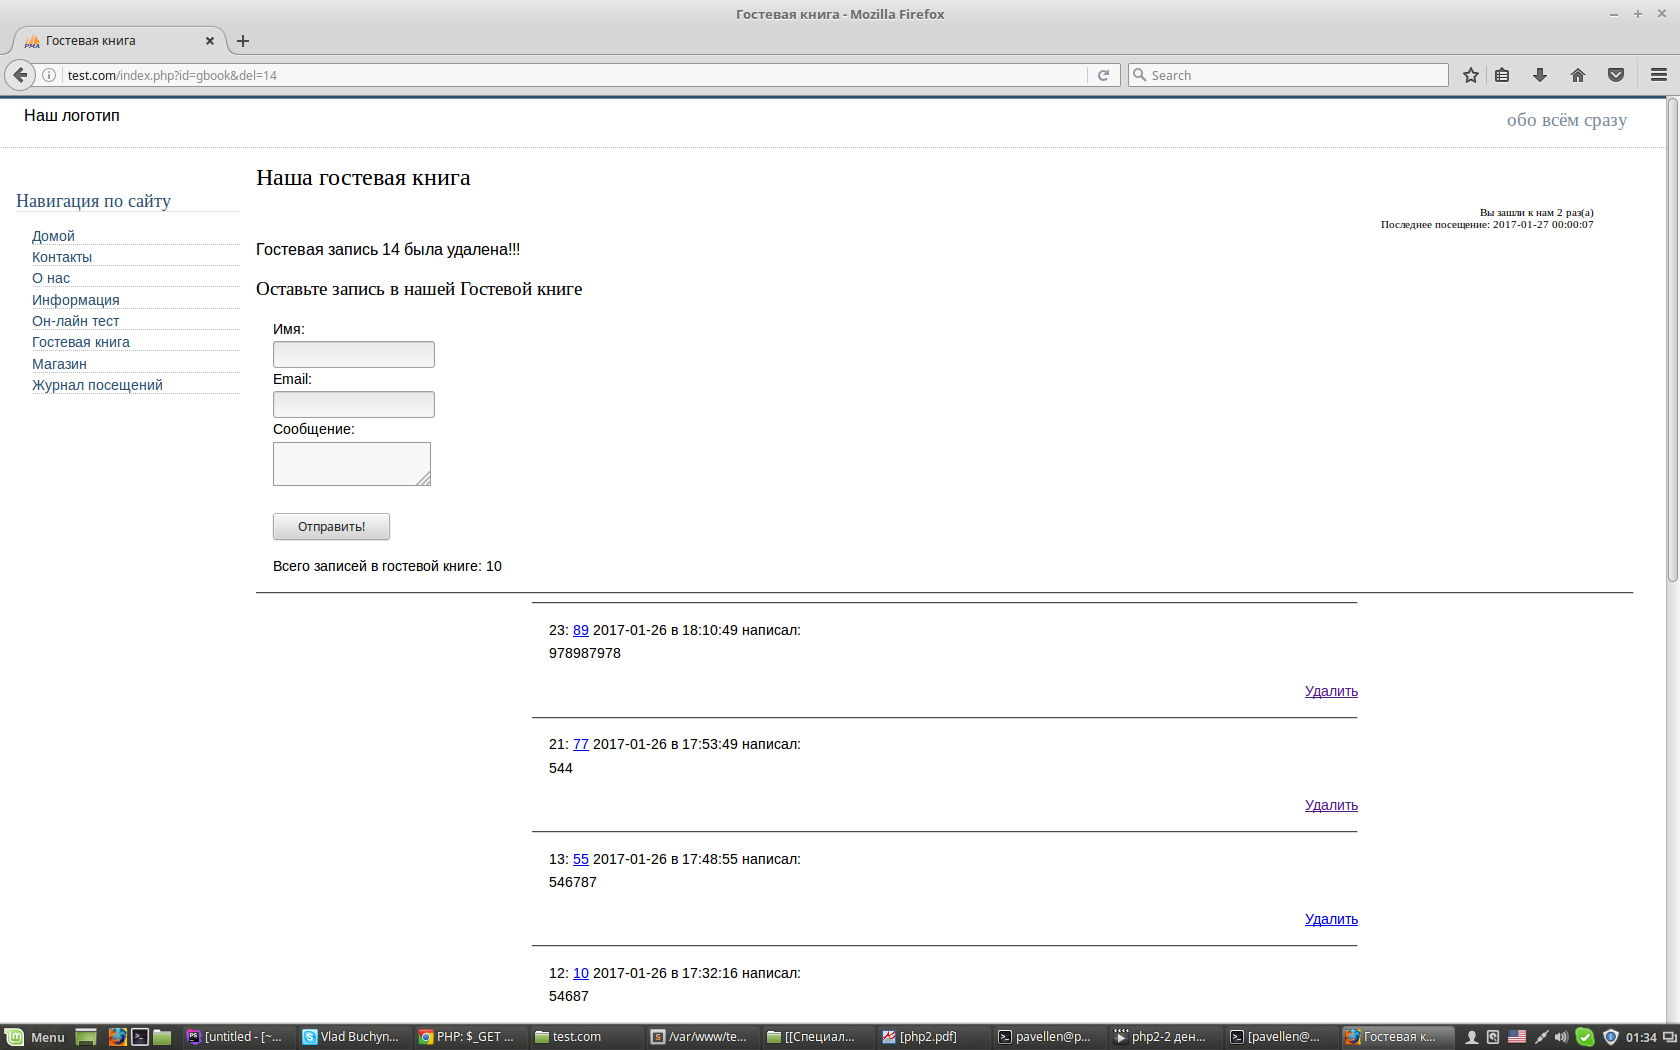 Гостевая книга - Mozilla Firefox
Гостевая книга
test.com/index.php?id=gbook&del=14
Search
Наш логотип
обо всём сразу
Навигация по сайту
Домой
Контакты
О нас
Информация
Он-лайн тест
Гостевая книга
Магазин
Журнал посещений
Наша гостевая книга
Вы зашли к нам 2 раз(а)
Последнее посещение: 2017-01-27 00:00:07
Гостевая запись 14 была удалена!!!
Оставьте запись в нашей Гостевой книге
Имя:
Email:
Сообщение:
Отправить!
Всего записей в гостевой книге: 10
23: 89 2017-01-26 в 18:10:49 написал:
978987978
Удалить
21: 77 2017-01-26 в 17:53:49 написал:
544
Удалить
13: 55 2017-01-26 в 17:48:55 написал:
546787
Удалить
12: 10 2017-01-26 в 17:32:16 написал:
54687
Menu [untitled - [~... Vlad Buchyn... PHP: $_GET ... test.com /var/www/te... [[Специал... [php2.pdf] pavellen@p... php2-2 ден... [pavellen@... Гостевая к... 01:34